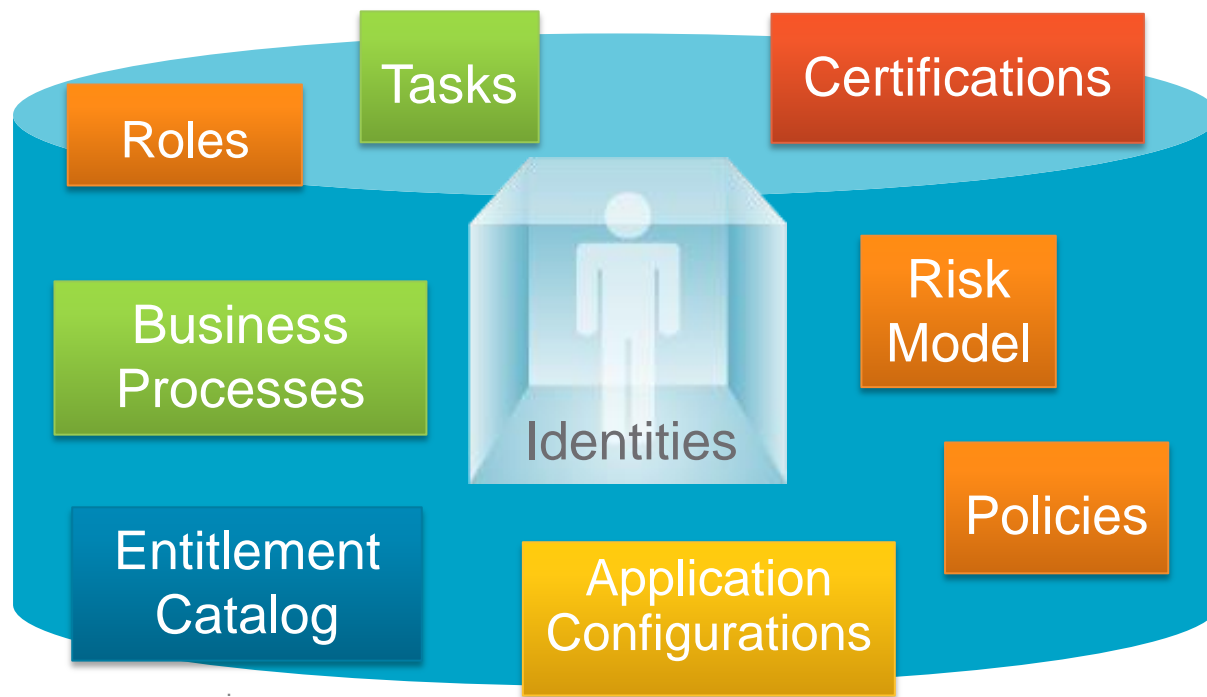 Tasks
Certifications
Roles
Risk
Model
Business
Processes
Identities
Policies
Entitlement
Catalog
Application
Configurations